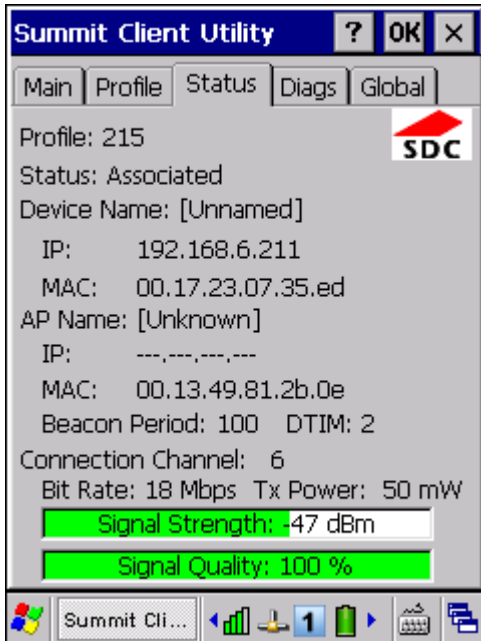 Summit Client Utility ? OK ×
Main Profile Status Diags Global
Profile: 215
SDC
Status: Associated
Device Name: [Unnamed]
IP: 192.168.6.211
MAC: 00.17.23.07.35.ed
AP Name: [Unknown]
IP: ---.---.---.---
MAC: 00.13.49.81.2b.0e
Beacon Period: 100 DTIM: 2
Connection Channel: 6
Bit Rate: 18 Mbps Tx Power: 50 mW
Signal Strength: -47 dBm
Signal Quality: 100 %
Summit Cli... 1